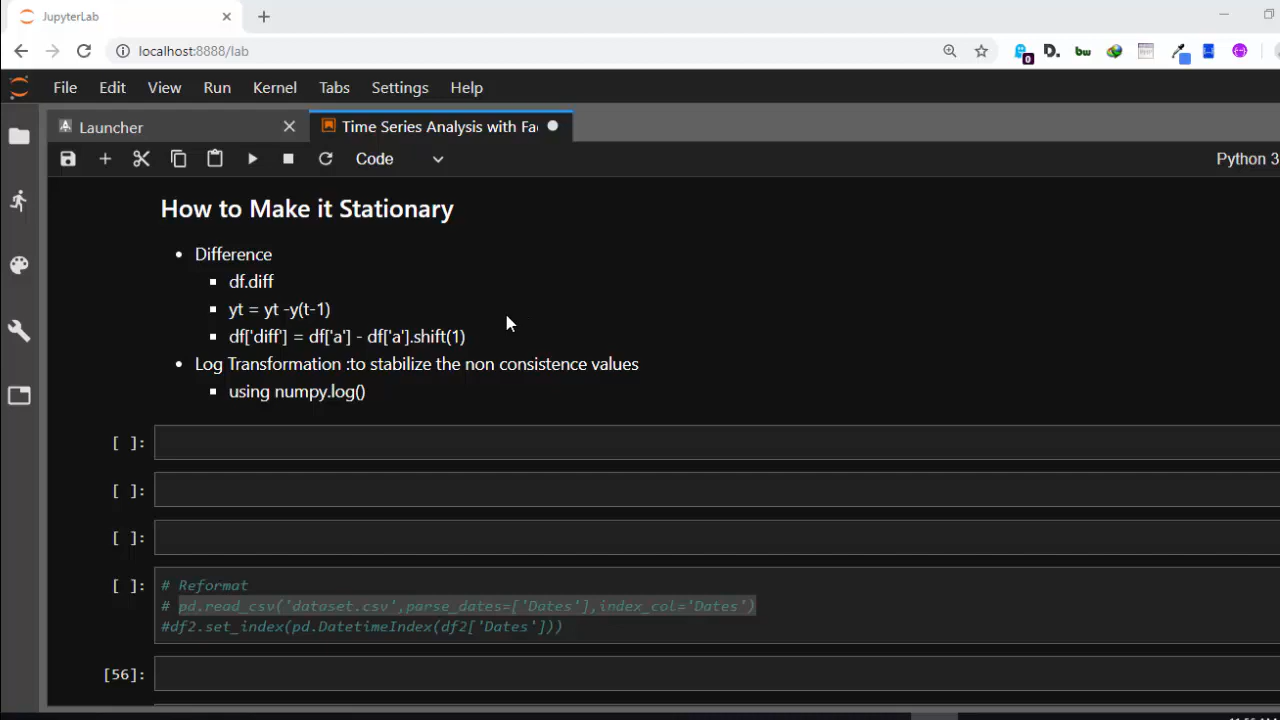 JupyterLab
localhost:8888/lab
0
D.
bw
File Edit View Run Kernel Tabs Settings Help
Launcher
Time Series Analysis with Fa
Code
Python 3
How to Make it Stationary
Difference
df.diff
yt = yt -y(t-1)
df['diff'] = df['a'] - df['a'].shift(1)
Log Transformation :to stabilize the non consistence values
using numpy.log()
[ ]:
[ ]:
[ ]:
[ ]:
# Reformat
# pd.read_csv('dataset.csv',parse_dates=['Dates'],index_col='Dates')
#df2.set_index(pd.DatetimeIndex(df2['Dates']))
[56]: